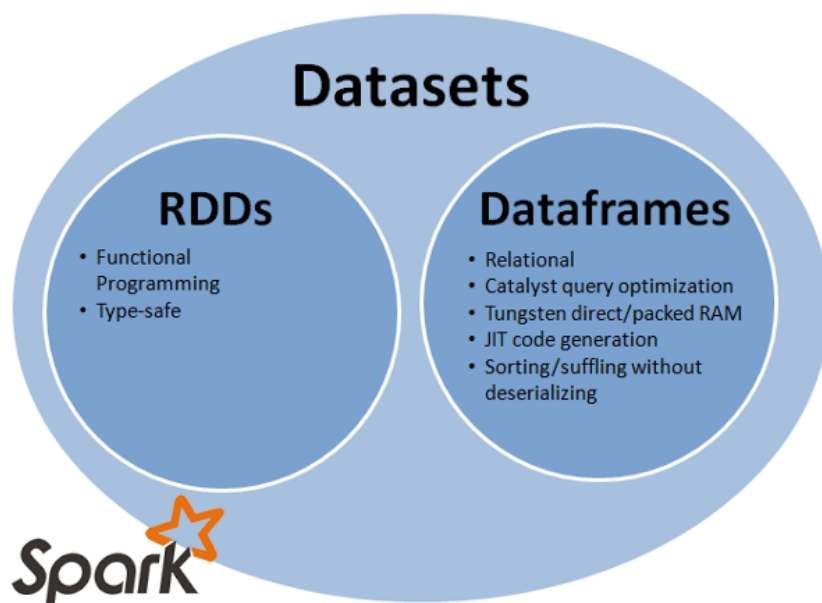 Datasets
RDDs
• Functional
Programming
• Type-safe
Dataframes
• Relational
• Catalyst query optimization
• Tungsten direct/packed RAM
• JIT code generation
• Sorting/suffling without
deserializing
Spark